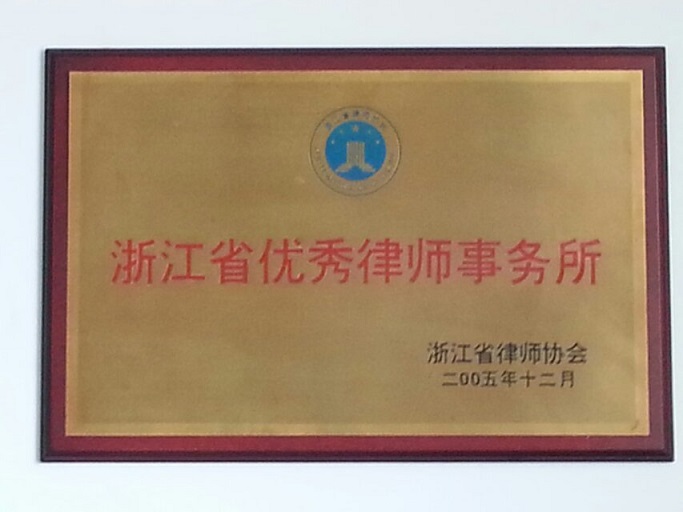 浙江省优秀律师事务所
浙江省律师协会
二00五年十二月